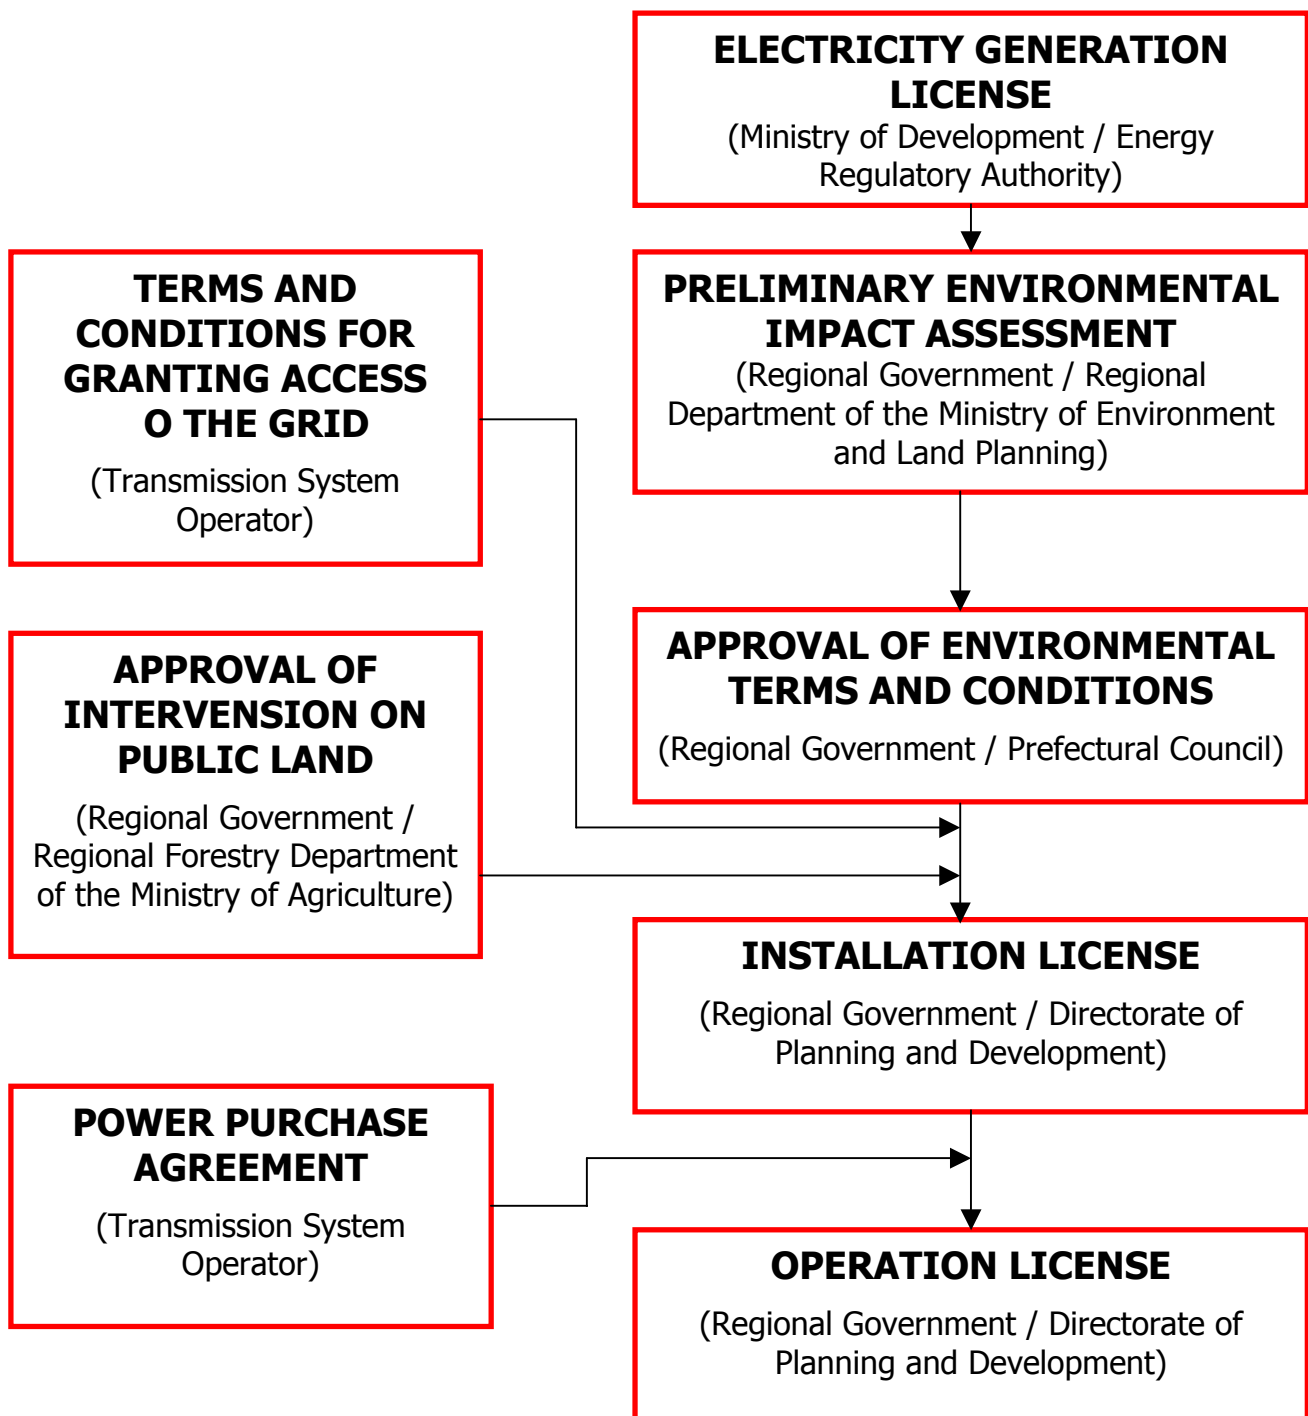 ELECTRICITY GENERATION
LICENSE
(Ministry of Development / Energy
Regulatory Authority)
TERMS AND
CONDITIONS FOR
GRANTING ACCESS
O THE GRID
(Transmission System
Operator)
PRELIMINARY ENVIRONMENTAL
IMPACT ASSESSMENT
(Regional Government / Regional
Department of the Ministry of Environment
and Land Planning)
APPROVAL OF
INTERVENSION ON
PUBLIC LAND
(Regional Government /
Regional Forestry Department
of the Ministry of Agriculture)
APPROVAL OF ENVIRONMENTAL
TERMS AND CONDITIONS
(Regional Government / Prefectural Council)
INSTALLATION LICENSE
(Regional Government / Directorate of
Planning and Development)
POWER PURCHASE
AGREEMENT
(Transmission System
Operator)
OPERATION LICENSE
(Regional Government / Directorate of
Planning and Development)